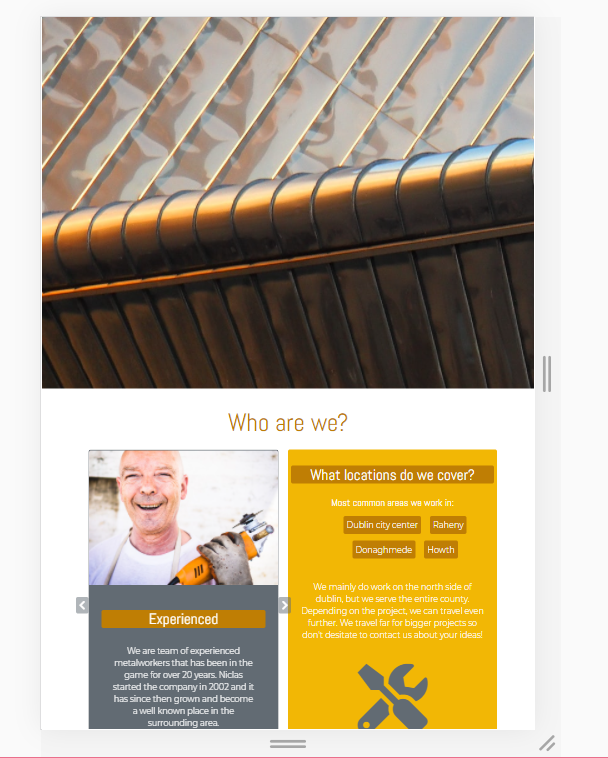 Who are we?
Experienced
We are team of experienced
metalworkers that has been in the
game for over 20 years. Niclas
started the company in 2002 and it
has since then grown and become
a well known place in the
surrounding area.
What locations do we cover?
Most common areas we work in:
Dublin city center Raheny
Donaghmede Howth
We mainly do work on the north side of
dublin, but we serve the entire county.
Depending on the project, we can travel even
further. We travel far for bigger projects so
don't desitate to contact us about your ideas!